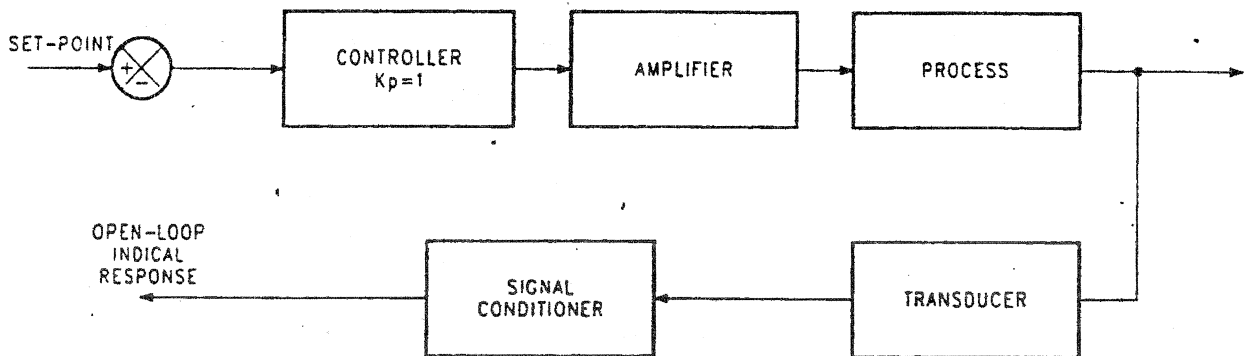 SET-POINT
+
-
CONTROLLER
Kp=1
AMPLIFIER
PROCESS
OPEN-LOOP
INDICAL
RESPONSE
SIGNAL
CONDITIONER
TRANSDUCER